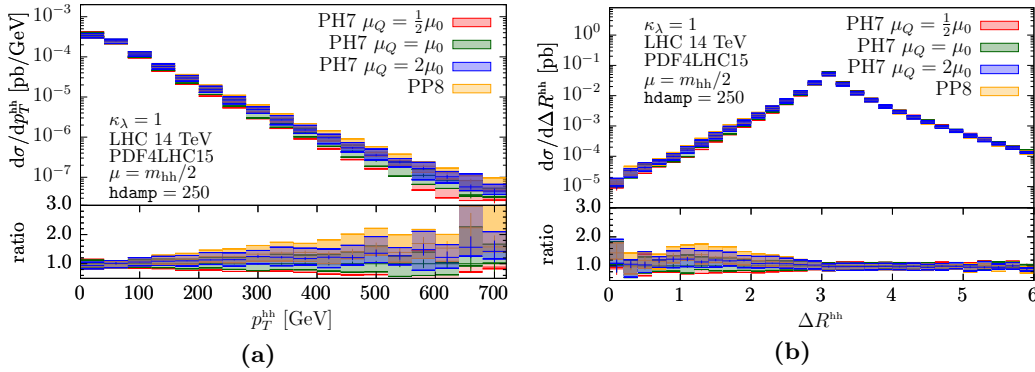 dσ/dp_T^hh [pb/GeV]
10^-3
10^-4
10^-5
10^-6
10^-7
PH7 μ_Q = ½μ_0
PH7 μ_Q = μ_0
PH7 μ_Q = 2μ_0
PP8
κ_λ = 1
LHC 14 TeV
PDF4LHC15
μ = m_hh/2
hdamp = 250
ratio
3.0
2.0
1.0
0 100 200 300 400 500 600 700
p_T^hh [GeV]
(a)
dσ/dΔR^hh [pb]
10^0
10^-1
10^-2
10^-3
10^-4
10^-5
κ_λ = 1
LHC 14 TeV
PDF4LHC15
μ = m_hh/2
hdamp = 250
PH7 μ_Q = ½μ_0
PH7 μ_Q = μ_0
PH7 μ_Q = 2μ_0
PP8
ratio
3.0
2.0
1.0
0 1 2 3 4 5 6
ΔR^hh
(b)